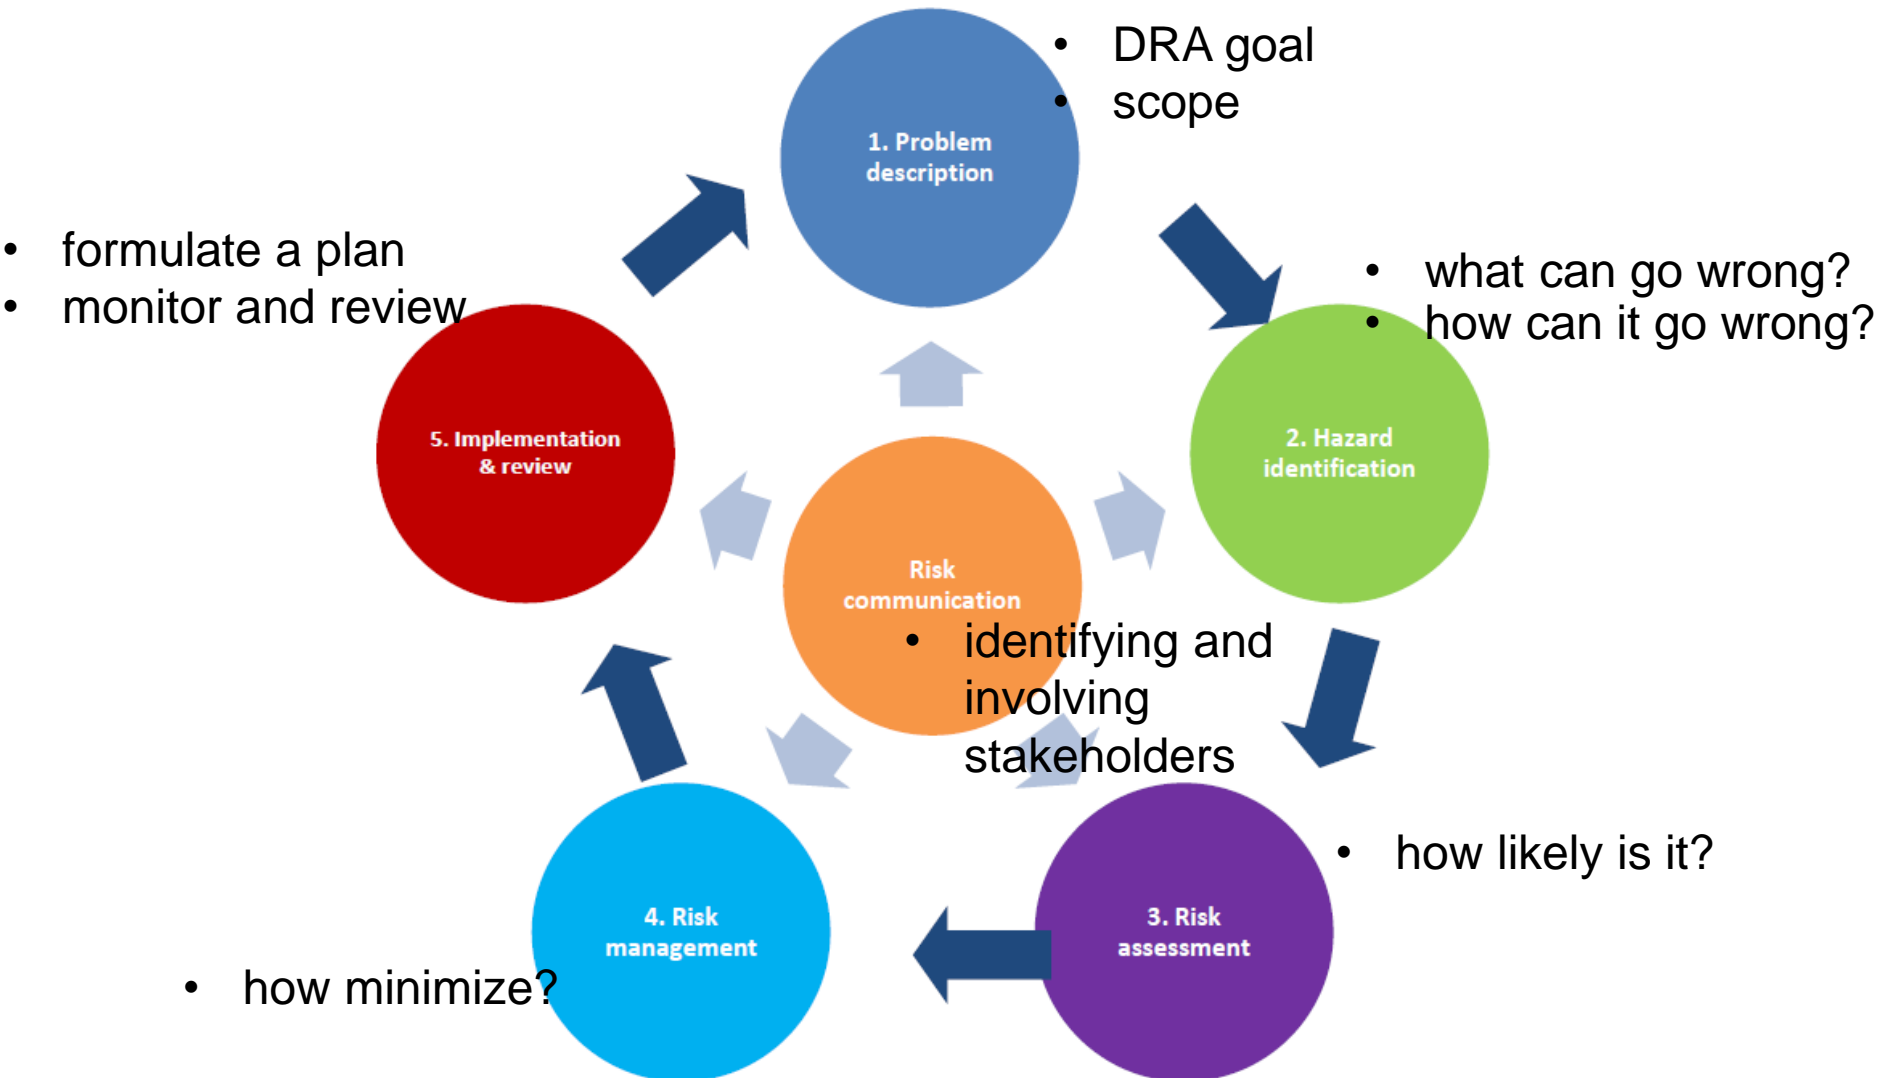 • DRA goal
• scope
1. Problem
description
• formulate a plan
• monitor and review
• what can go wrong?
• how can it go wrong?
5. Implementation
& review
2. Hazard
identification
Risk
communication
• identifying and
involving
stakeholders
• how likely is it?
4. Risk
management
3. Risk
assessment
• how minimize?